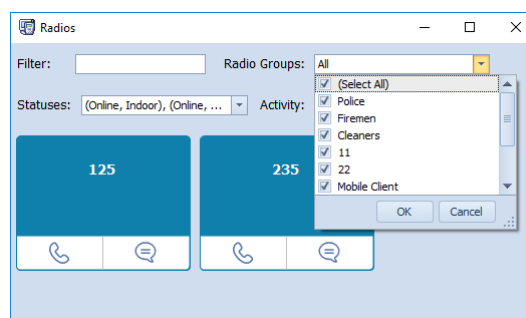 Radios
Filter:
Radio Groups: All
Statuses: (Online, Indoor), (Online, ...
Activity:
(Select All)
Police
Firemen
Cleaners
11
22
Mobile Client
OK Cancel
125
235